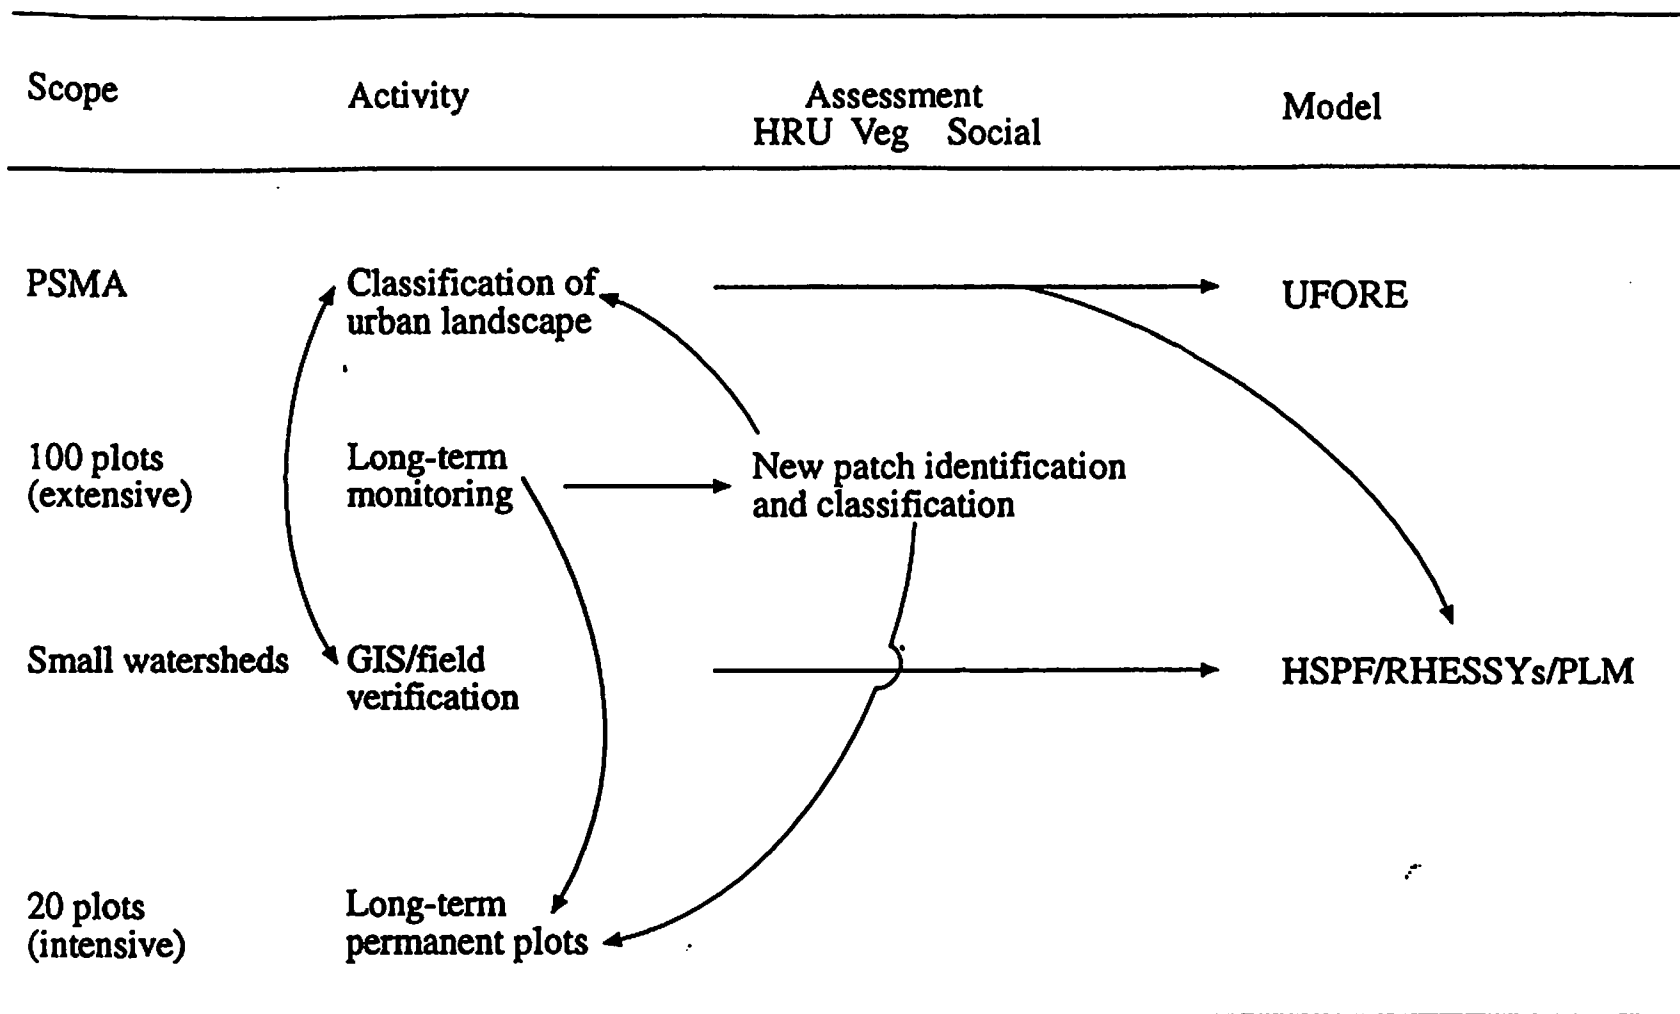 Scope
Activity
Assessment
HRU Veg Social
Model
PSMA
Classification of
urban landscape
UFORE
100 plots
(extensive)
Long-term
monitoring
New patch identification
and classification
Small watersheds
GIS/field
verification
HSPF/RHESSYs/PLM
20 plots
(intensive)
Long-term
permanent plots